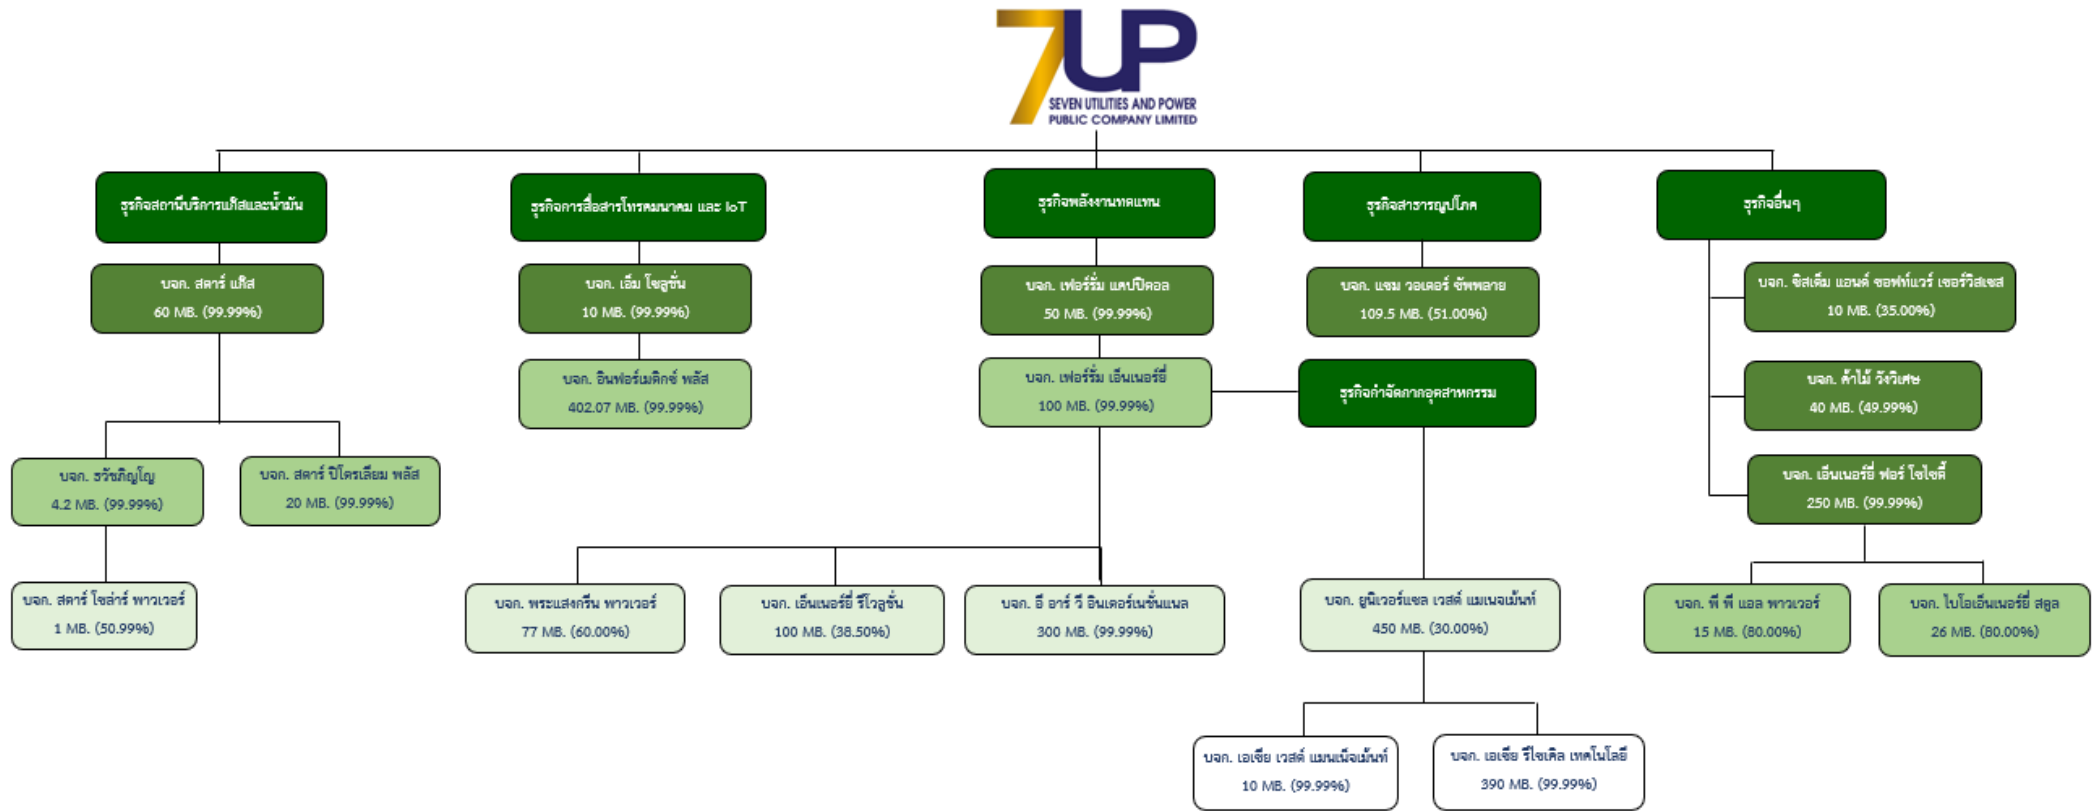 7UP
SEVEN UTILITIES AND POWER
PUBLIC COMPANY LIMITED
ธุรกิจสถานีบริการแก๊สและน้ำมัน
บจก. สตาร์ แก๊ส
60 MB. (99.99%)
บจก. ธวัชภิญโญ
4.2 MB. (99.99%)
บจก. สตาร์ ปิโตรเลียม พลัส
20 MB. (99.99%)
บจก. สตาร์ โซล่าร์ พาวเวอร์
1 MB. (50.99%)
ธุรกิจการสื่อสารโทรคมนาคม และ IoT
บจก. เอ็ม โซลูชั่น
10 MB. (99.99%)
บจก. อินฟอร์เมติกซ์ พลัส
402.07 MB. (99.99%)
ธุรกิจพลังงานทดแทน
บจก. เฟอร์รั่ม แคปปิตอล
50 MB. (99.99%)
บจก. เฟอร์รั่ม เอ็นเนอร์ยี่
100 MB. (99.99%)
บจก. พระแสงกรีน พาวเวอร์
77 MB. (60.00%)
บจก. เอ็นเนอร์ยี่ รีโวลูชั่น
100 MB. (38.50%)
บจก. อี อาร์ วี อินเตอร์เนชั่นแนล
300 MB. (99.99%)
ธุรกิจสาธารณูปโภค
บจก. แซม วอเตอร์ ซัพพลาย
109.5 MB. (51.00%)
ธุรกิจกำจัดกากอุตสาหกรรม
บจก. ยูนิเวอร์แซล เวสต์ แมเนจเม้นท์
450 MB. (30.00%)
บจก. เอเซีย เวสต์ แมนเน็จเม้นท์
10 MB. (99.99%)
บจก. เอเซีย รีไซเคิล เทคโนโลยี
390 MB. (99.99%)
ธุรกิจอื่นๆ
บจก. ซิสเต็ม แอนด์ ซอฟท์แวร์ เซอร์วิสเซส
10 MB. (35.00%)
บจก. ค้าไม้ วังวิเศษ
40 MB. (49.99%)
บจก. เอ็นเนอร์ยี่ ฟอร์ โซไซตี้
250 MB. (99.99%)
บจก. พี พี แอล พาวเวอร์
15 MB. (80.00%)
บจก. ไบโอเอ็นเนอร์ยี่ สตูล
26 MB. (80.00%)